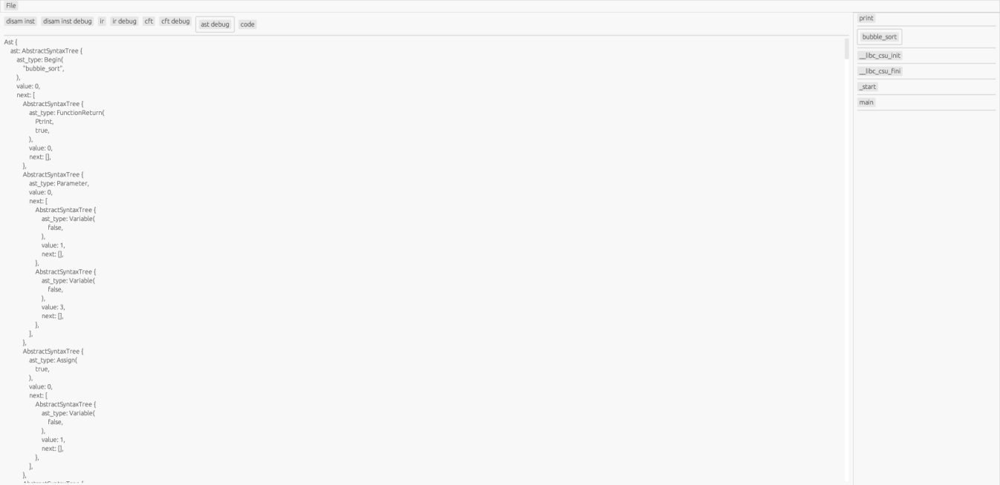 File
disam inst disam inst debug ir ir debug cft cft debug ast debug code
Ast {
ast: AbstractSyntaxTree {
ast_type: Begin(
"bubble_sort",
),
value: 0,
next: [
AbstractSyntaxTree {
ast_type: FunctionReturn(
PtrInt,
true,
),
value: 0,
next: [],
},
AbstractSyntaxTree {
ast_type: Parameter,
value: 0,
next: [
AbstractSyntaxTree {
ast_type: Variable(
false,
),
value: 1,
next: [],
},
AbstractSyntaxTree {
ast_type: Variable(
false,
),
value: 3,
next: [],
},
],
},
AbstractSyntaxTree {
ast_type: Assign(
true,
),
value: 0,
next: [
AbstractSyntaxTree {
ast_type: Variable(
false,
),
value: 1,
next: [],
},
],
},
AbstractSyntaxTree {
print
bubble_sort
__libc_csu_init
__libc_csu_fini
_start
main